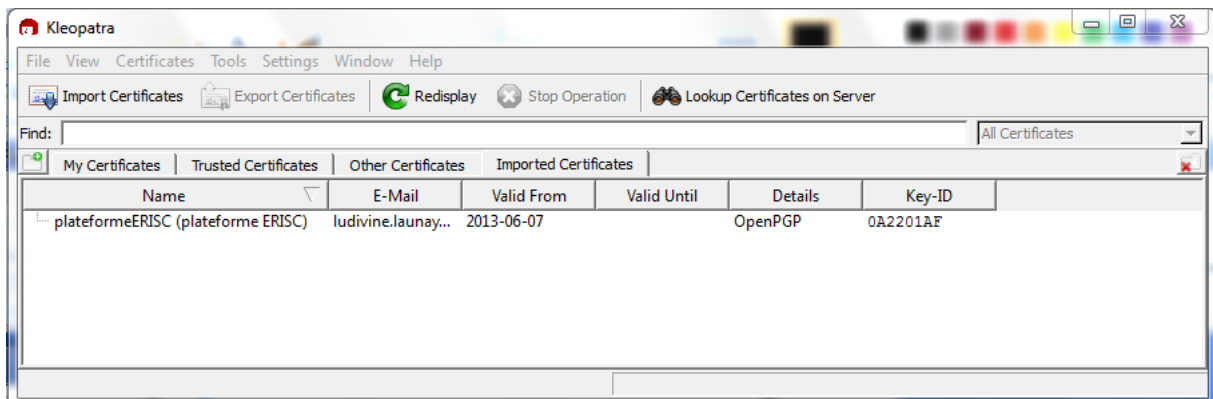 Kleopatra
File View Certificates Tools Settings Window Help
Import Certificates Export Certificates Redisplay Stop Operation Lookup Certificates on Server
Find: All Certificates
My Certificates Trusted Certificates Other Certificates Imported Certificates
Name E-Mail Valid From Valid Until Details Key-ID
plateformeERISC (plateforme ERISC) ludivine.launay... 2013-06-07 OpenPGP 0A2201AF